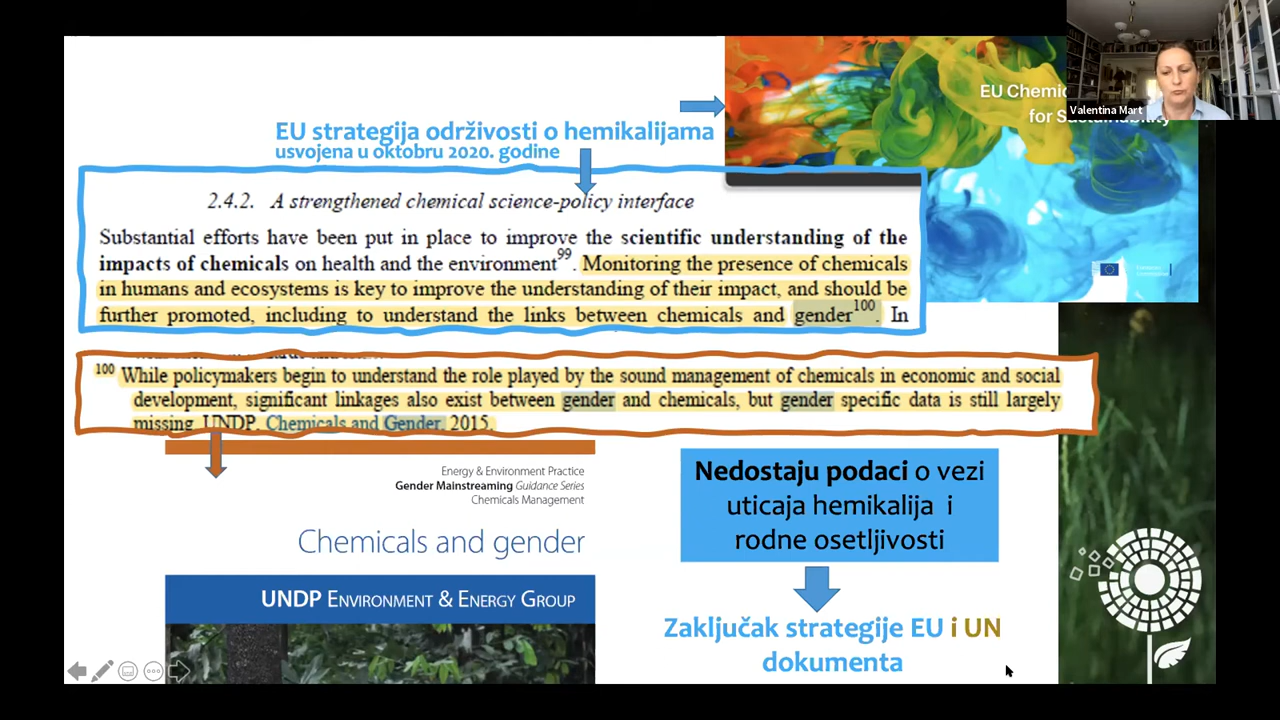 EU Chemi
for Sustainability
Valentina Mart
EU strategija održivosti o hemikalijama
usvojena u oktobru 2020. godine
2.4.2. A strengthened chemical science-policy interface
Substantial efforts have been put in place to improve the scientific understanding of the
impacts of chemicals on health and the environment99. Monitoring the presence of chemicals
in humans and ecosystems is key to improve the understanding of their impact, and should be
further promoted, including to understand the links between chemicals and gender100. In
100 While policymakers begin to understand the role played by the sound management of chemicals in economic and social
development, significant linkages also exist between gender and chemicals, but gender specific data is still largely
missing UNDP, Chemicals and Gender, 2015.
Energy & Environment Practice
Gender Mainstreaming Guidance Series
Chemicals Management
Chemicals and gender
UNDP ENVIRONMENT & ENERGY GROUP
Nedostaju podaci o vezi
uticaja hemikalija i
rodne osetljivosti
Zaključak strategije EU i UN
dokumenta